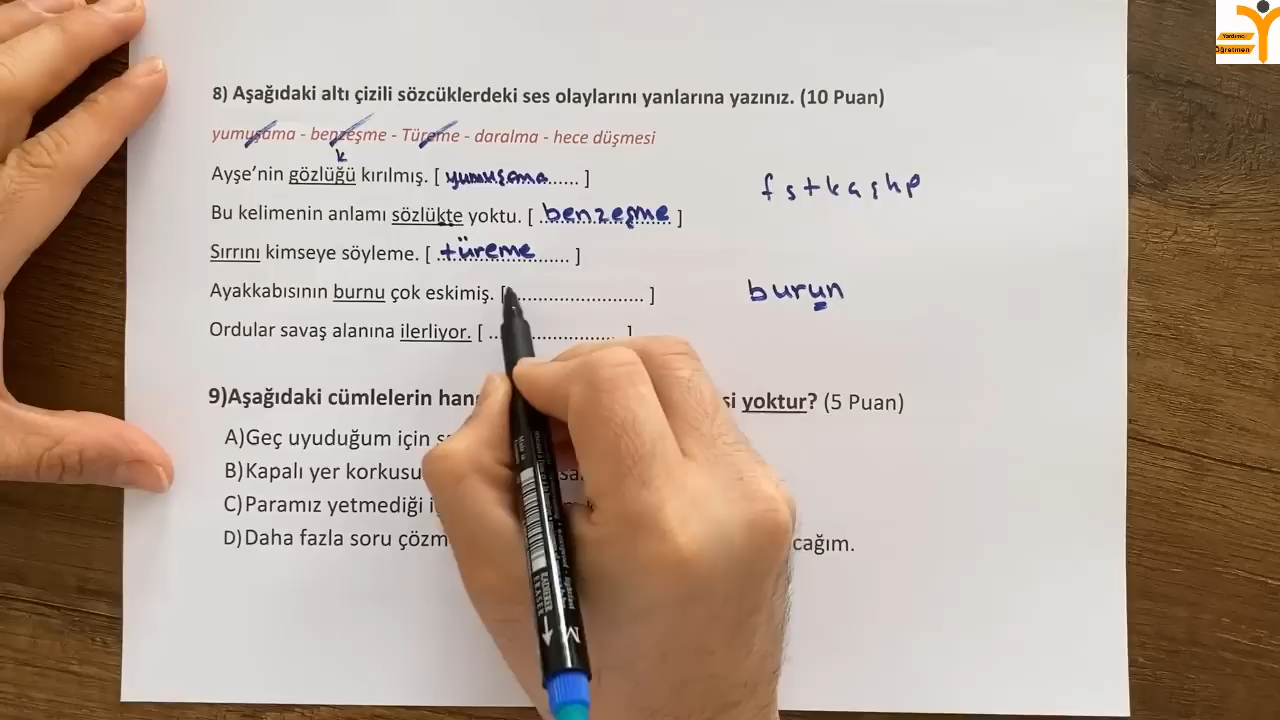 Yardımcı
Öğretmen
8) Aşağıdaki altı çizili sözcüklerdeki ses olaylarını yanlarına yazınız. (10 Puan)
yumuşama - benzeşme - Türeme - daralma - hece düşmesi
k
Ayşe'nin gözlüğü kırılmış. [ yumuşama...... ]
f s t k ç ş h p
Bu kelimenin anlamı sözlükte yoktu. [ benzeşme ]
Sırrını kimseye söyleme. [ türeme...... ]
Ayakkabısının burnu çok eskimiş. [........................... ]
burun
Ordular savaş alanına ilerliyor. [ ........................ ]
9)Aşağıdaki cümlelerin si yoktur? (5 Puan)
A)Geç uyuduğum için
B)Kapalı yer korkusu
C)Paramız yetmediği
D)Daha fazla soru cağım.